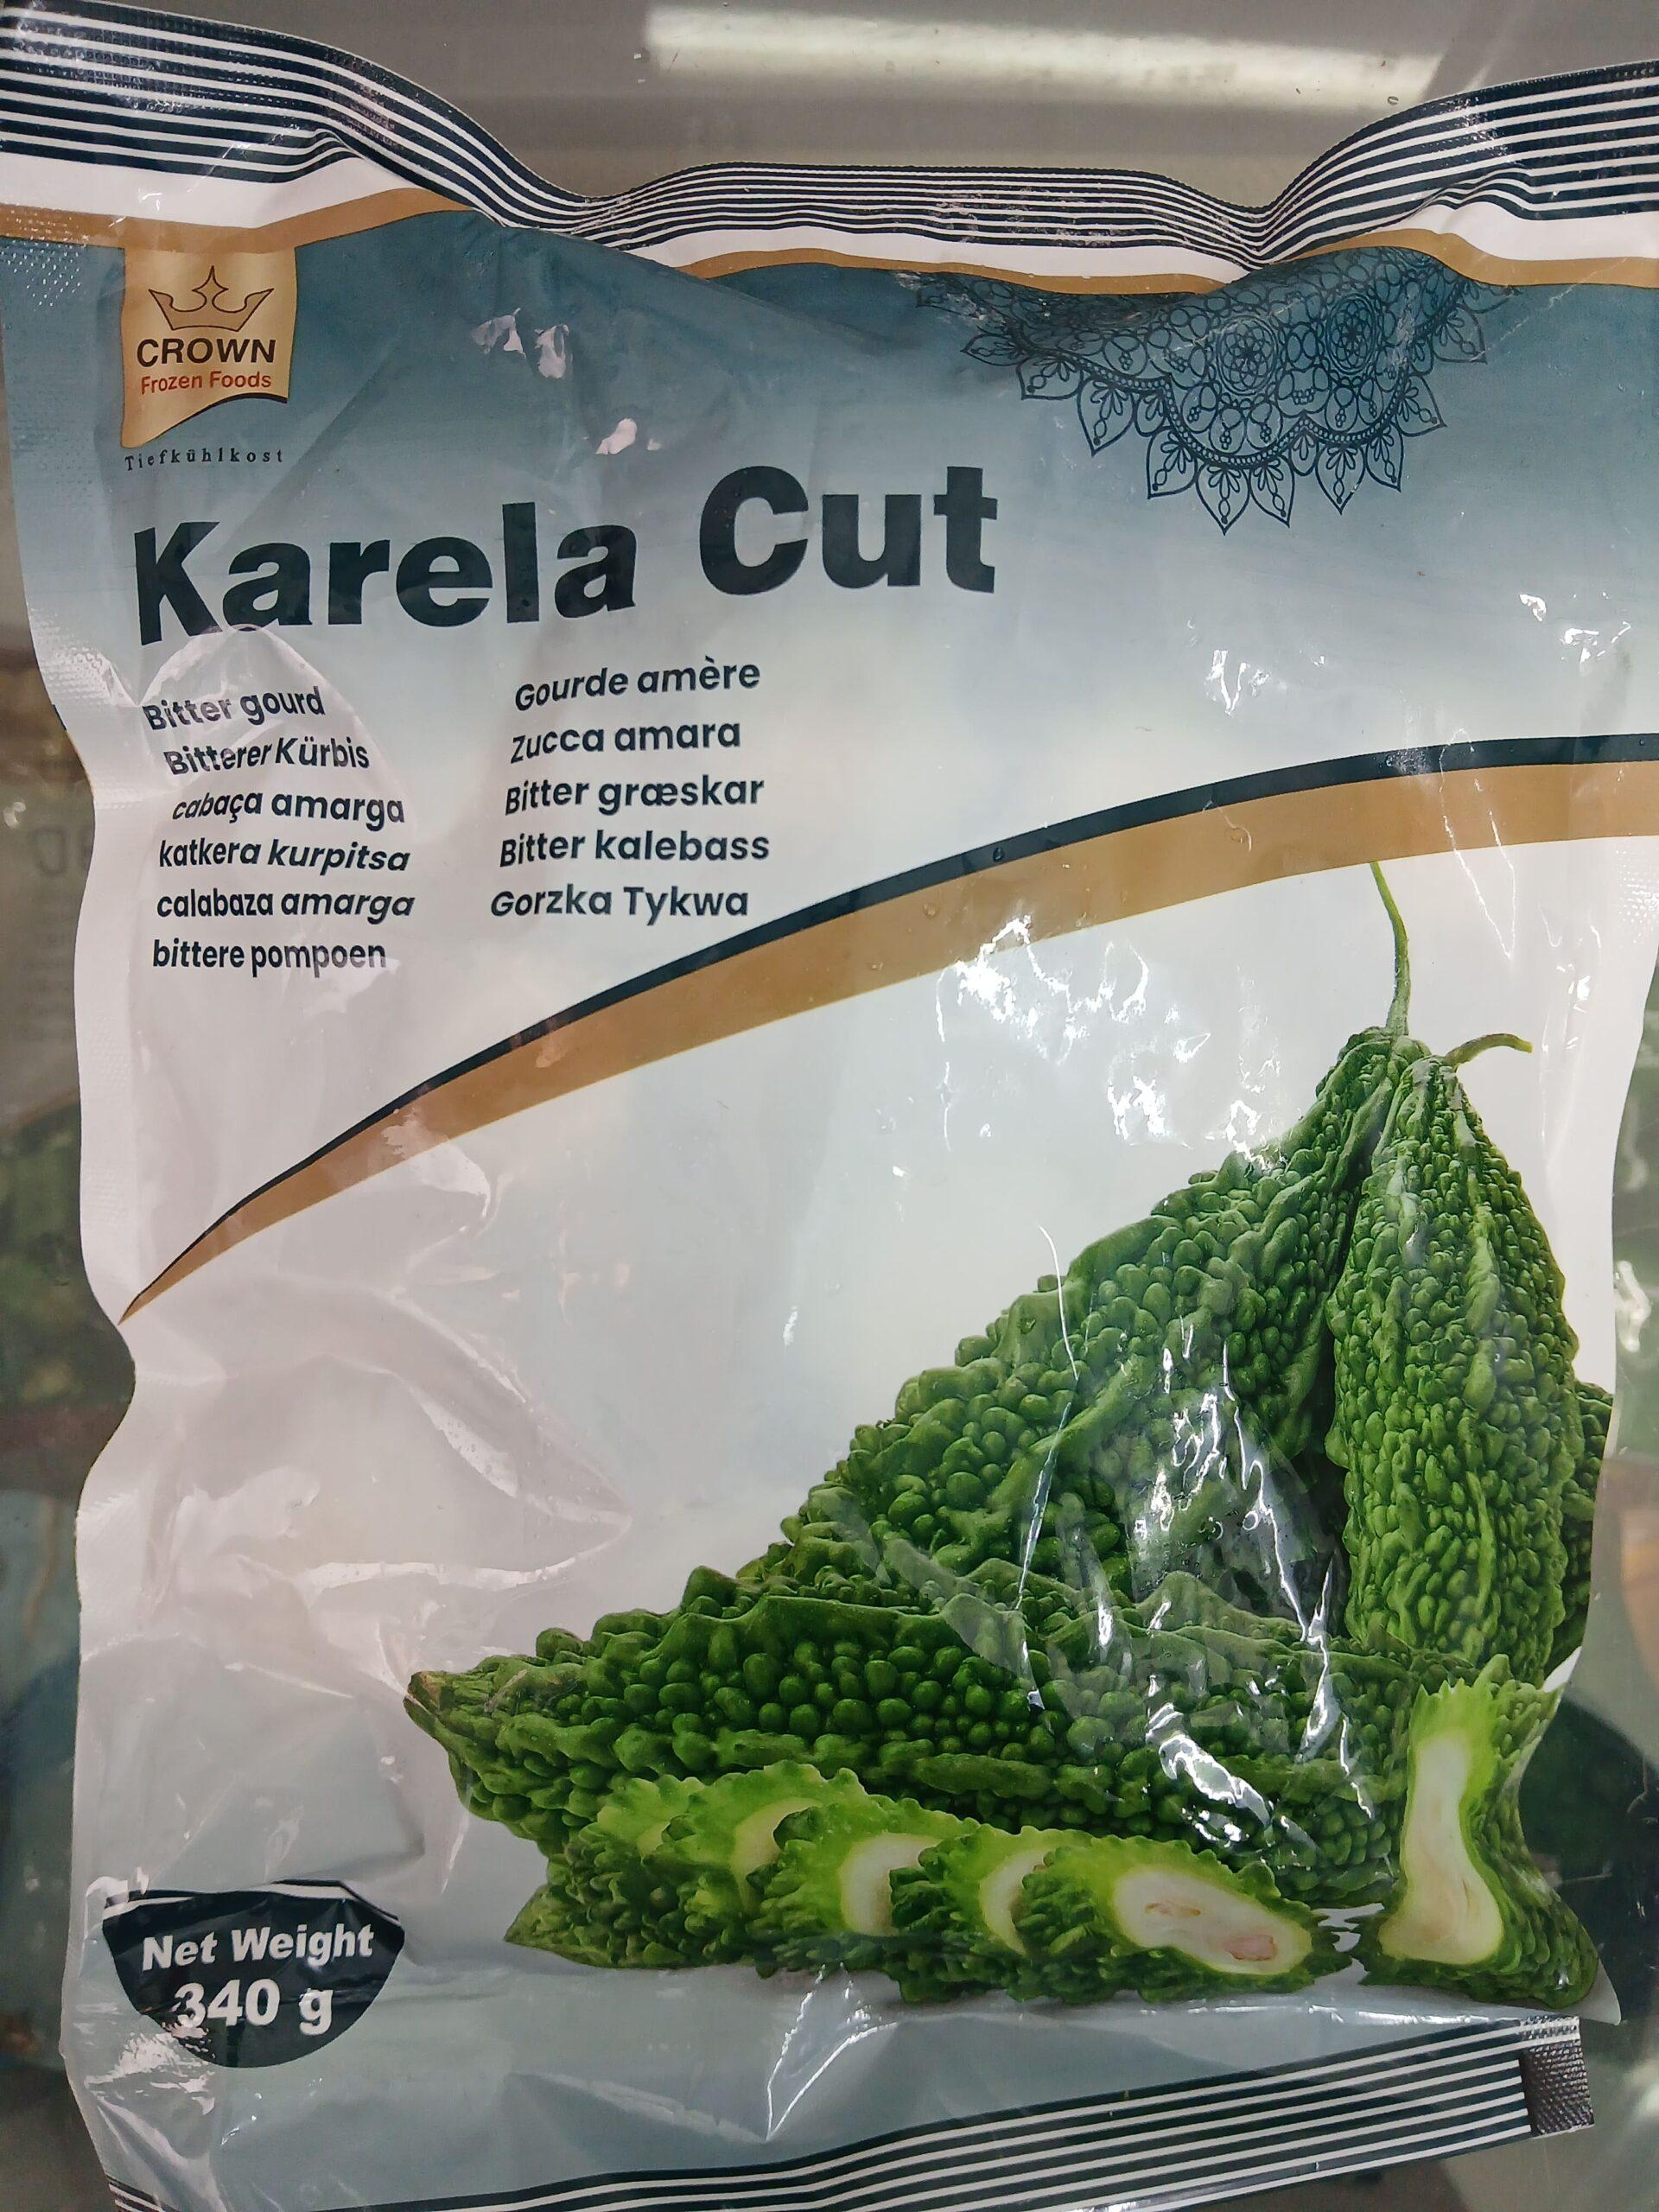 CROWN
Frozen Foods
Tiefkühlkost
Karela Cut
Bitter gourd
Bitterer Kürbis
cabaça amarga
katkera kurpitsa
calabaza amarga
bittere pompoen
Gourde amère
Zucca amara
Bitter græskar
Bitter kalebass
Gorzka Tykwa
Net Weight
340 g